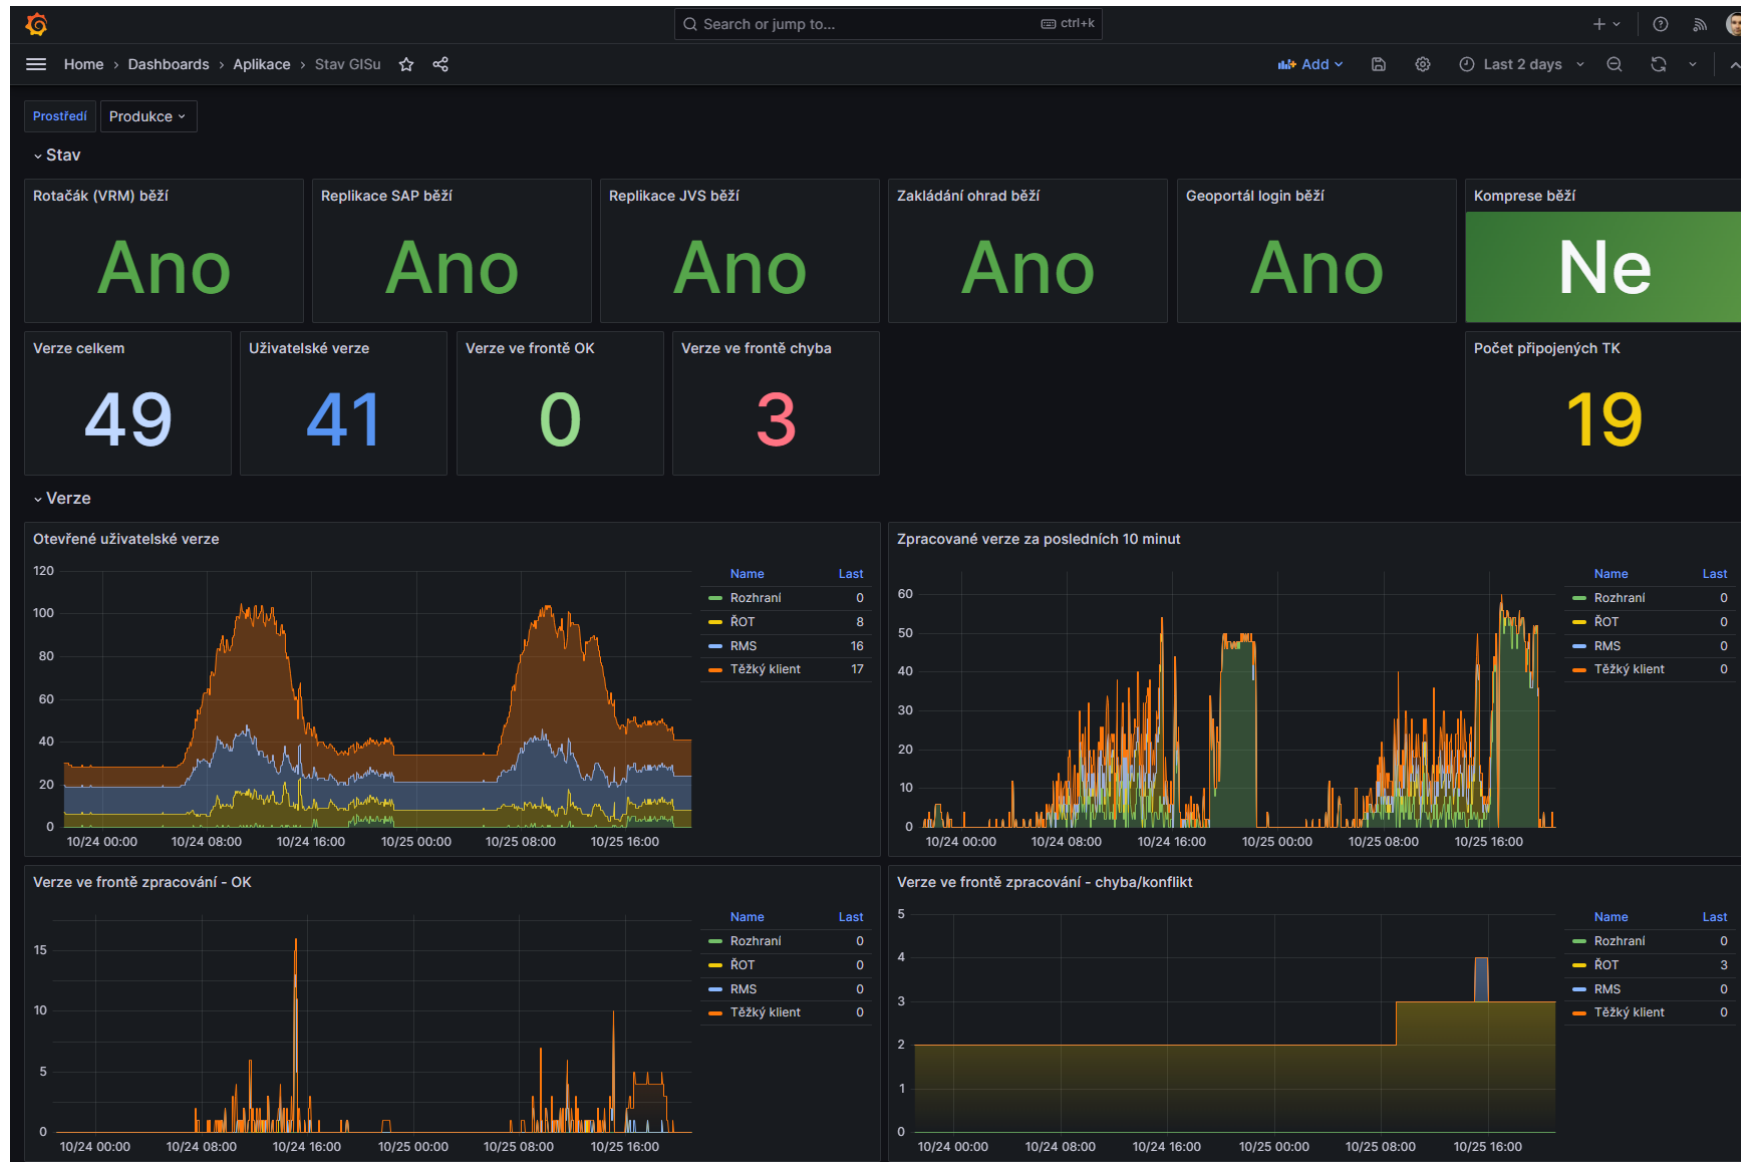 Search or jump to... ctrl+k
Home › Dashboards › Aplikace › Stav GISu
Add
Last 2 days
Prostředí Produkce
Stav
Rotačák (VRM) běží
Ano
Replikace SAP běží
Ano
Replikace JVS běží
Ano
Zakládání ohrad běží
Ano
Geoportál login běží
Ano
Komprese běží
Ne
Verze celkem
49
Uživatelské verze
41
Verze ve frontě OK
0
Verze ve frontě chyba
3
Počet připojených TK
19
Verze
Otevřené uživatelské verze
120
100
80
60
40
20
0
10/24 00:00 10/24 08:00 10/24 16:00 10/25 00:00 10/25 08:00 10/25 16:00
Name Last
Rozhraní 0
ŘOT 8
RMS 16
Těžký klient 17
Zpracované verze za posledních 10 minut
60
50
40
30
20
10
0
10/24 00:00 10/24 08:00 10/24 16:00 10/25 00:00 10/25 08:00 10/25 16:00
Name Last
Rozhraní 0
ŘOT 0
RMS 0
Těžký klient 0
Verze ve frontě zpracování - OK
15
10
5
0
10/24 00:00 10/24 08:00 10/24 16:00 10/25 00:00 10/25 08:00 10/25 16:00
Name Last
Rozhraní 0
ŘOT 0
RMS 0
Těžký klient 0
Verze ve frontě zpracování - chyba/konflikt
5
4
3
2
1
0
10/24 00:00 10/24 08:00 10/24 16:00 10/25 00:00 10/25 08:00 10/25 16:00
Name Last
Rozhraní 0
ŘOT 3
RMS 0
Těžký klient 0